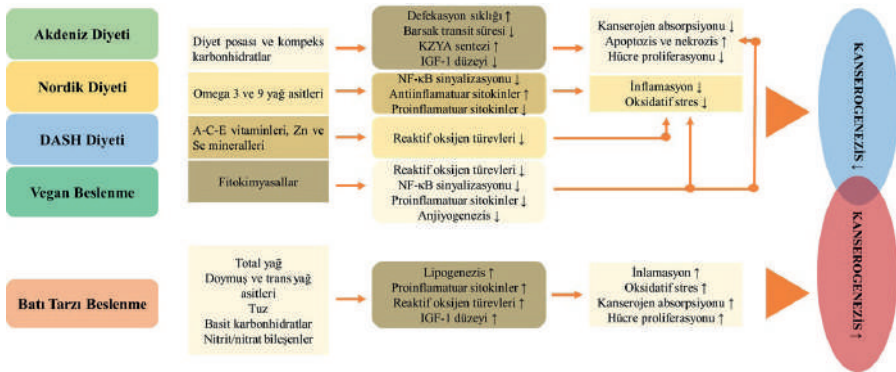 Akdeniz Diyeti
Nordik Diyeti
DASH Diyeti
Vegan Beslenme
Batı Tarzı Beslenme
Diyet posası ve kompeks
karbonhidratlar
Omega 3 ve 9 yağ asitleri
A-C-E vitaminleri, Zn ve
Se mineralleri
Fitokimyasallar
Total yağ
Doymuş ve trans yağ
asitleri
Tuz
Basit karbonhidratlar
Nitrit/nitrat bileşenler
Defekasyon sıklığı ↑
Barsak transit süresi ↓
KZYA sentezi ↑
IGF-1 düzeyi ↓
NF-κB sinyalizasyonu ↓
Antiinflamatuar sitokinler ↑
Proinflamatuar sitokinler ↓
Reaktif oksijen türevleri ↓
Reaktif oksijen türevleri ↓
NF-κB sinyalizasyonu ↓
Proinflamatuar sitokinler ↓
Anjiyogenezis ↓
Lipogenezis ↑
Proinflamatuar sitokinler ↑
Reaktif oksijen türevleri ↑
IGF-1 düzeyi ↑
Kanserojen absorpsiyonu ↓
Apoptozis ve nekrozis ↑
Hücre proliferasyonu ↓
İnflamasyon ↓
Oksidatif stres ↓
İnlamasyon ↑
Oksidatif stres ↑
Kanserojen absorpsiyonu ↑
Hücre proliferasyonu ↑
KANSEROGENEZİS ↓
KANSEROGENEZİS ↑